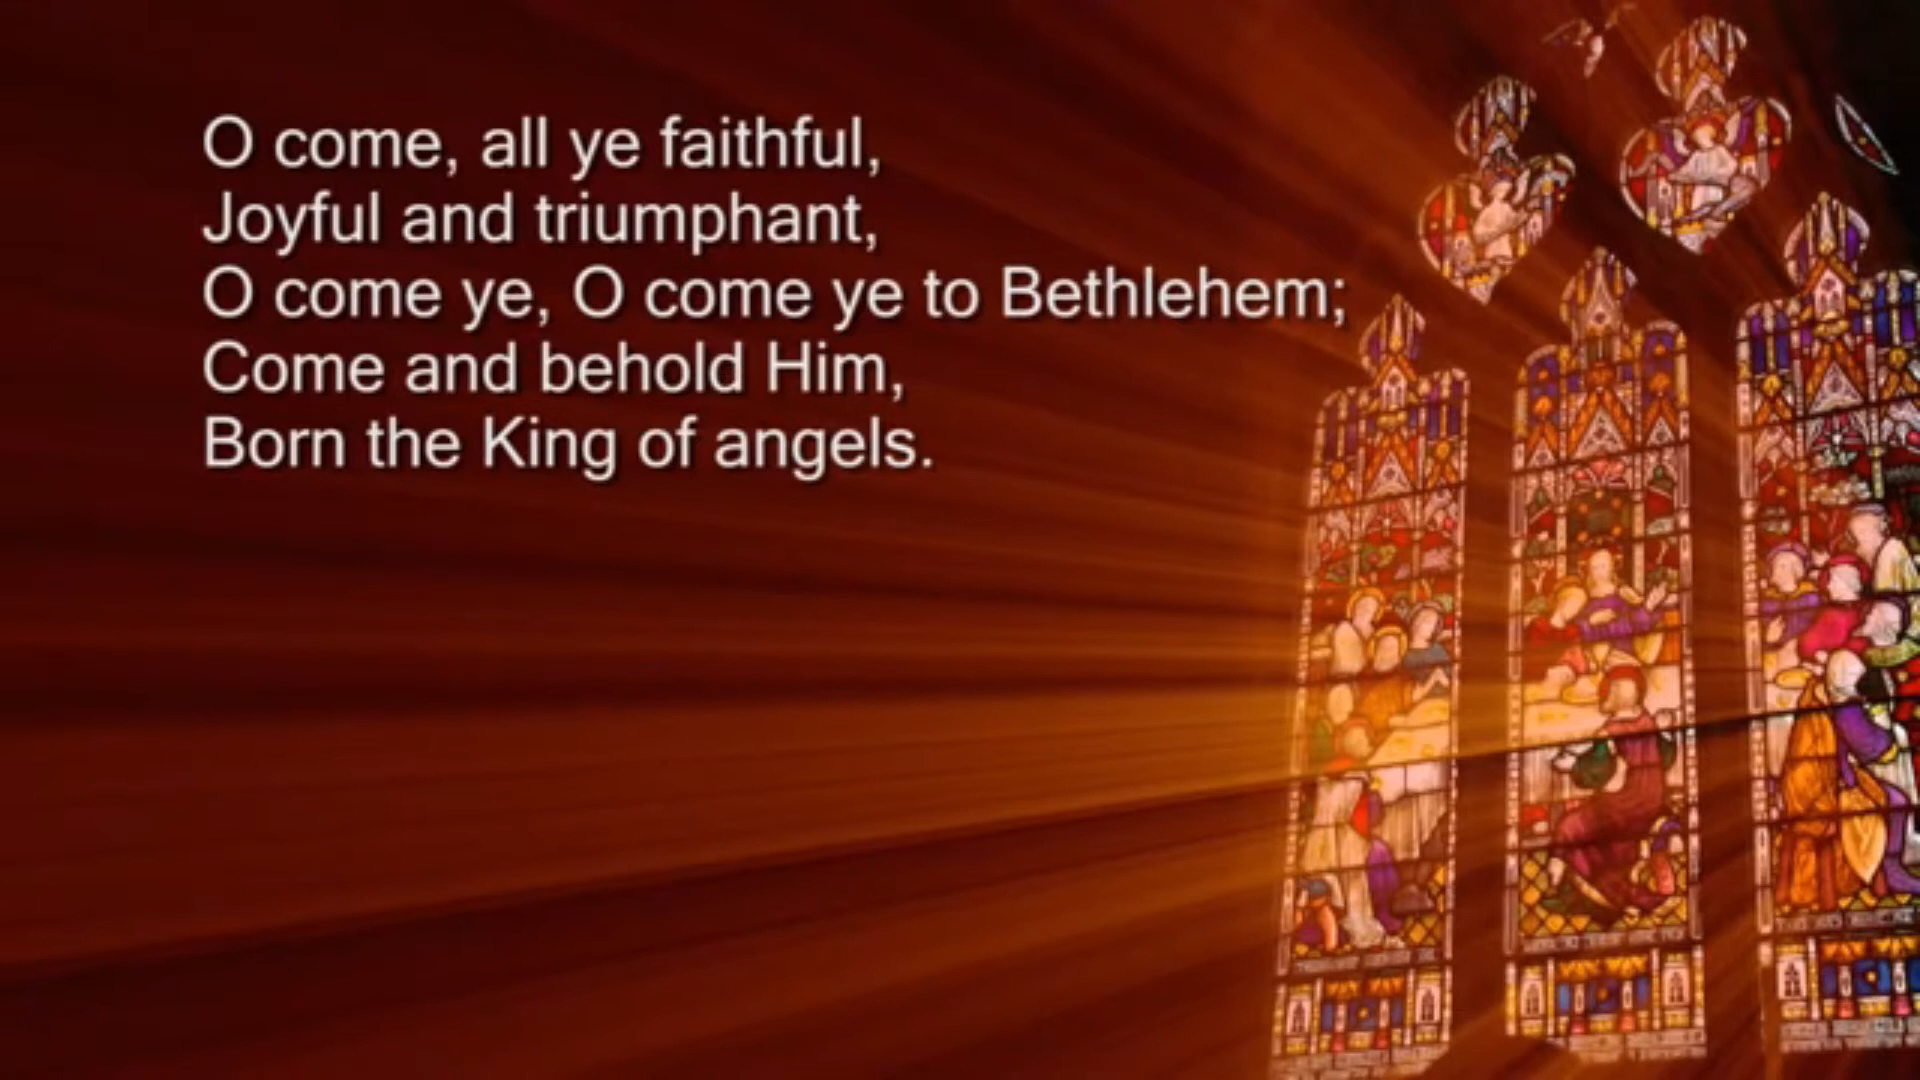 O come, all ye faithful,
Joyful and triumphant,
O come ye, O come ye to Bethlehem;
Come and behold Him,
Born the King of angels.